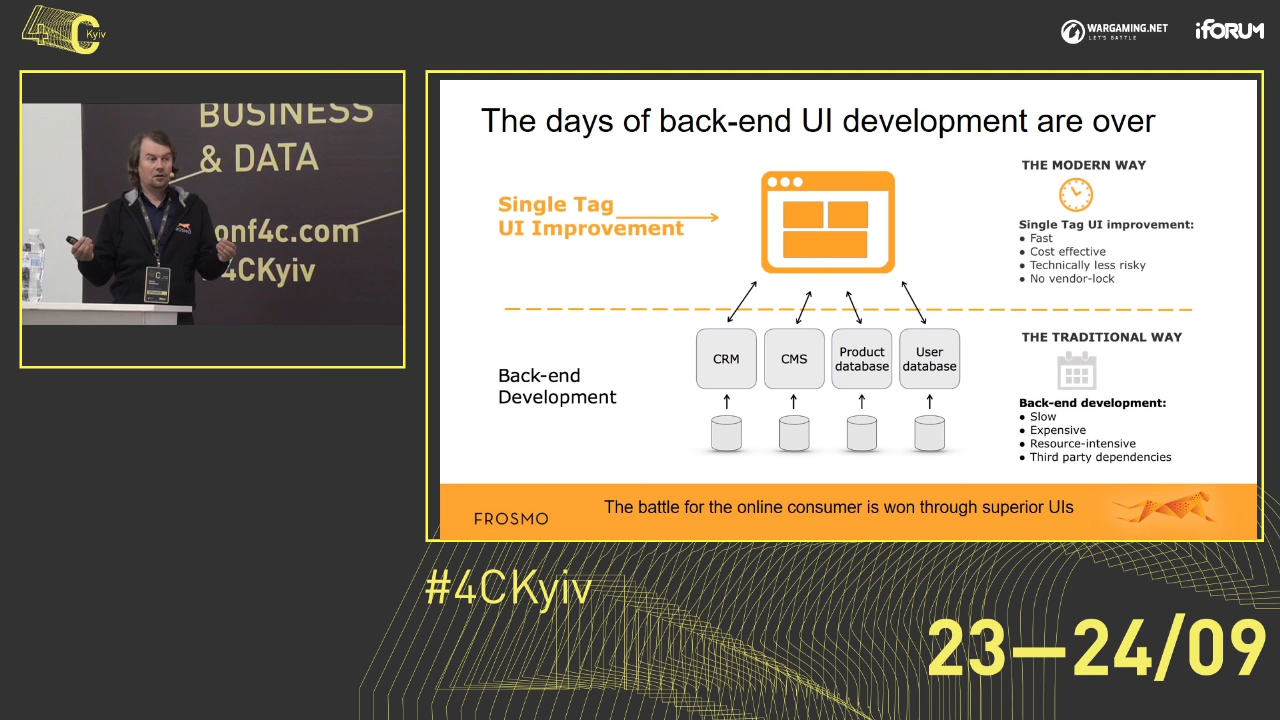 4C Kyiv
WARGAMING.NET
LET'S BATTLE
iFORUM
BUSINESS
& DATA
onf4c.com
4CKyiv
FROSMO
The days of back-end UI development are over
Single Tag
UI Improvement
THE MODERN WAY
Single Tag UI improvement:
● Fast
● Cost effective
● Technically less risky
● No vendor-lock
CRM
CMS
Product
database
User
database
Back-end
Development
THE TRADITIONAL WAY
Back-end development:
● Slow
● Expensive
● Resource-intensive
● Third party dependencies
FROSMO
The battle for the online consumer is won through superior UIs
#4CKyiv
23—24/09